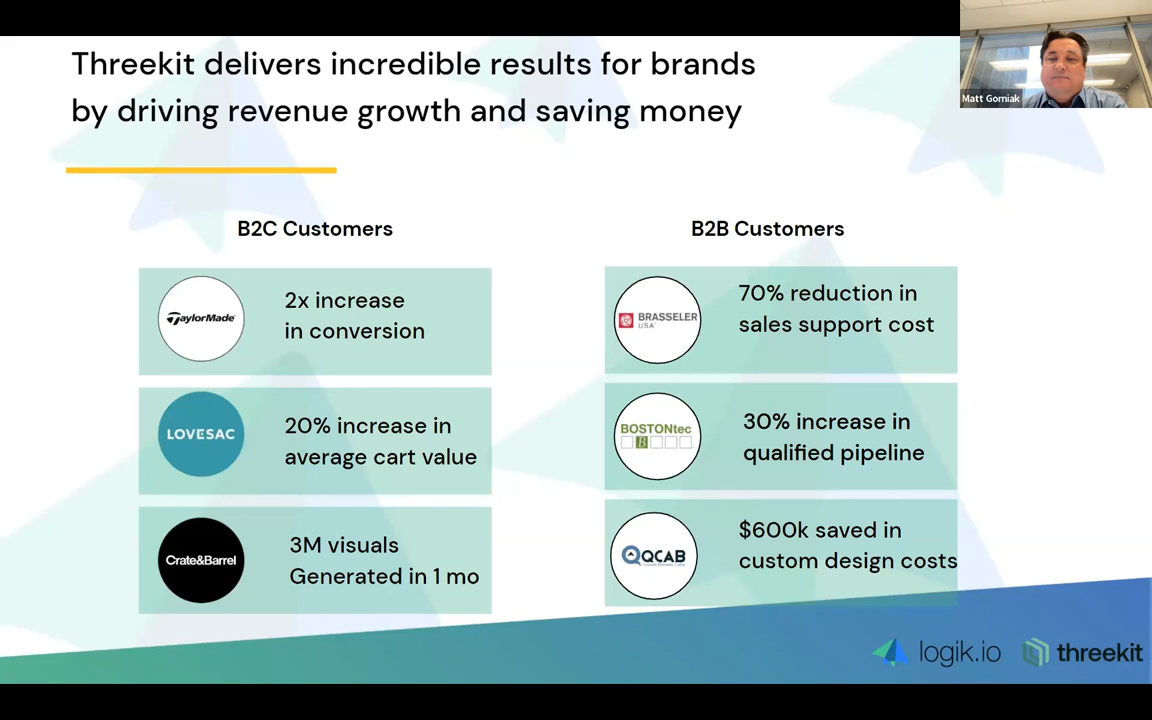 Threekit delivers incredible results for brands
by driving revenue growth and saving money
Matt Gorniak
B2C Customers
TaylorMade
2x increase
in conversion
LOVESAC
20% increase in
average cart value
Crate&Barrel
3M visuals
Generated in 1 mo
B2B Customers
BRASSELER
USA
70% reduction in
sales support cost
BOSTONtec
B
30% increase in
qualified pipeline
QCAB
$600k saved in
custom design costs
logik.io
threekit